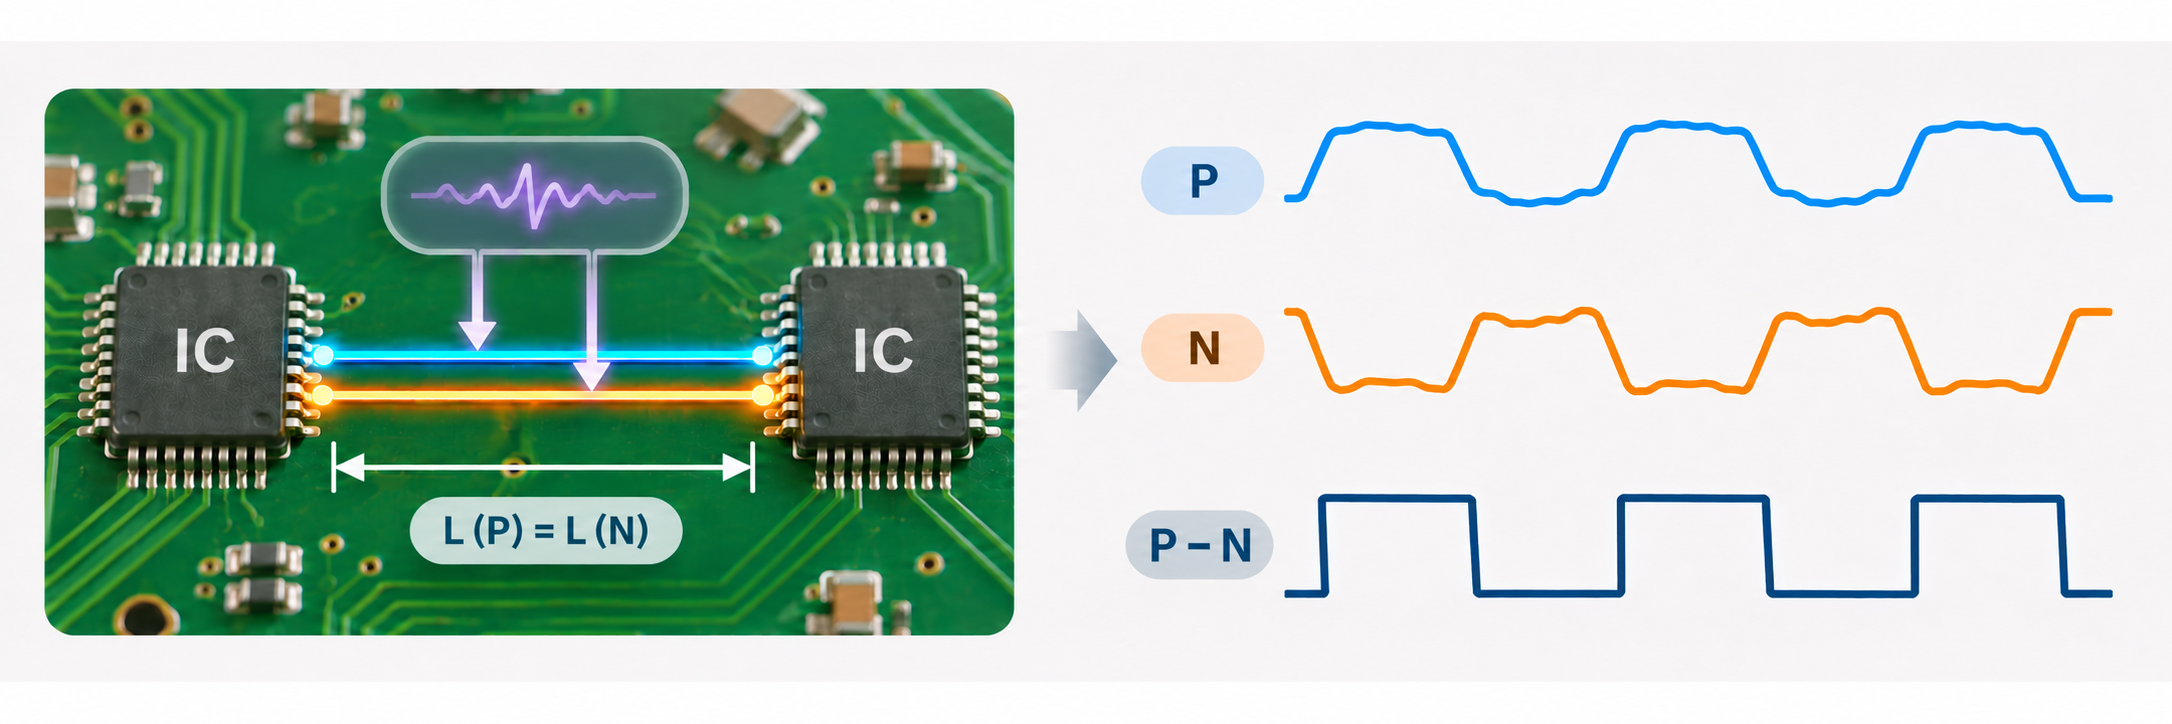 IC
IC
L (P) = L (N)
P
N
P – N